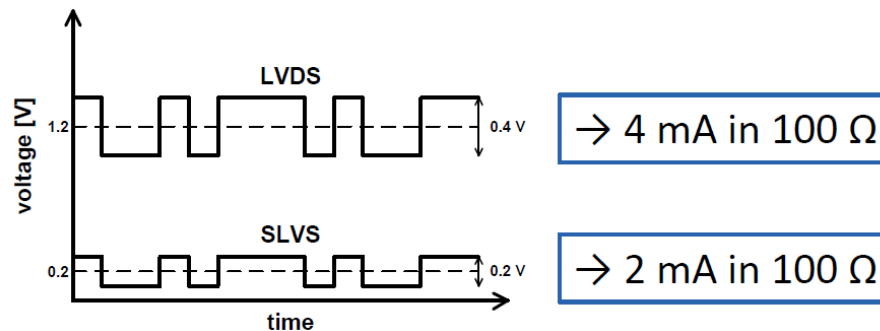 voltage [V]
LVDS
1.2
0.4 V
→ 4 mA in 100 Ω
SLVS
0.2
0.2 V
→ 2 mA in 100 Ω
time